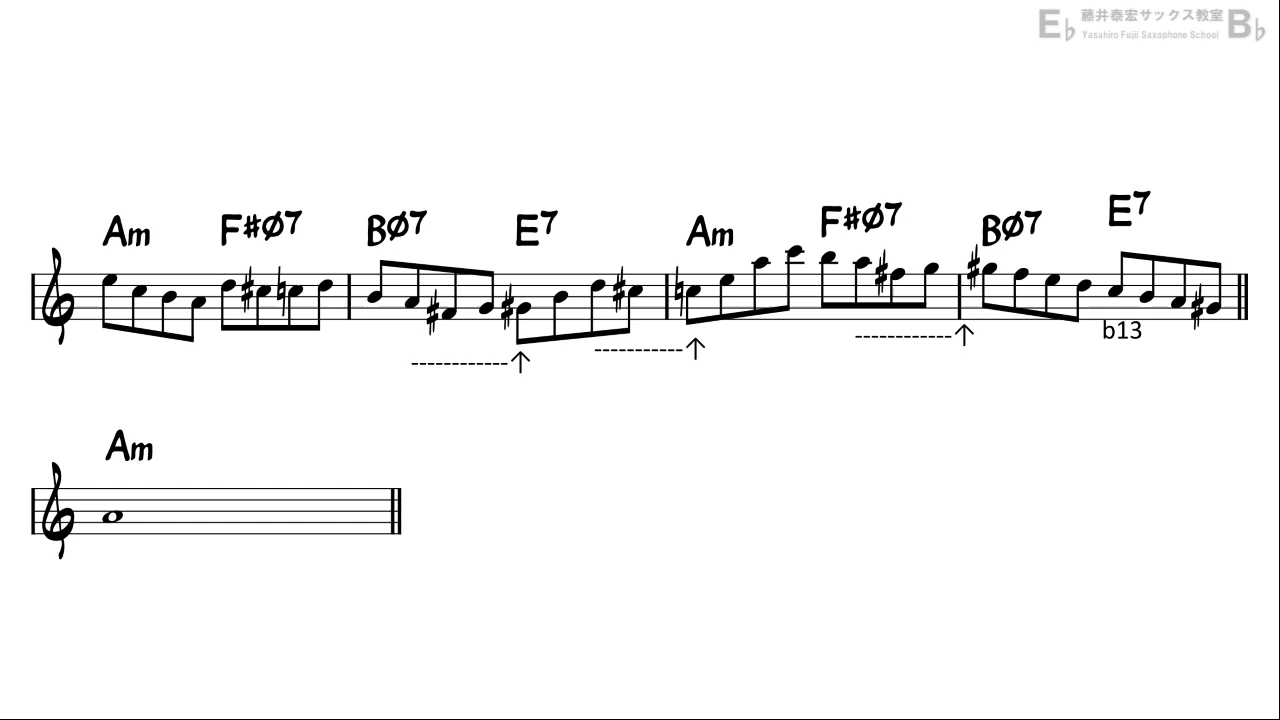 E♭ 藤井泰宏サックス教室 B♭
Yasuhiro Fujii Saxophone School
Am F#Ø7 BØ7 E7 Am F#Ø7 BØ7 E7
b13
Am